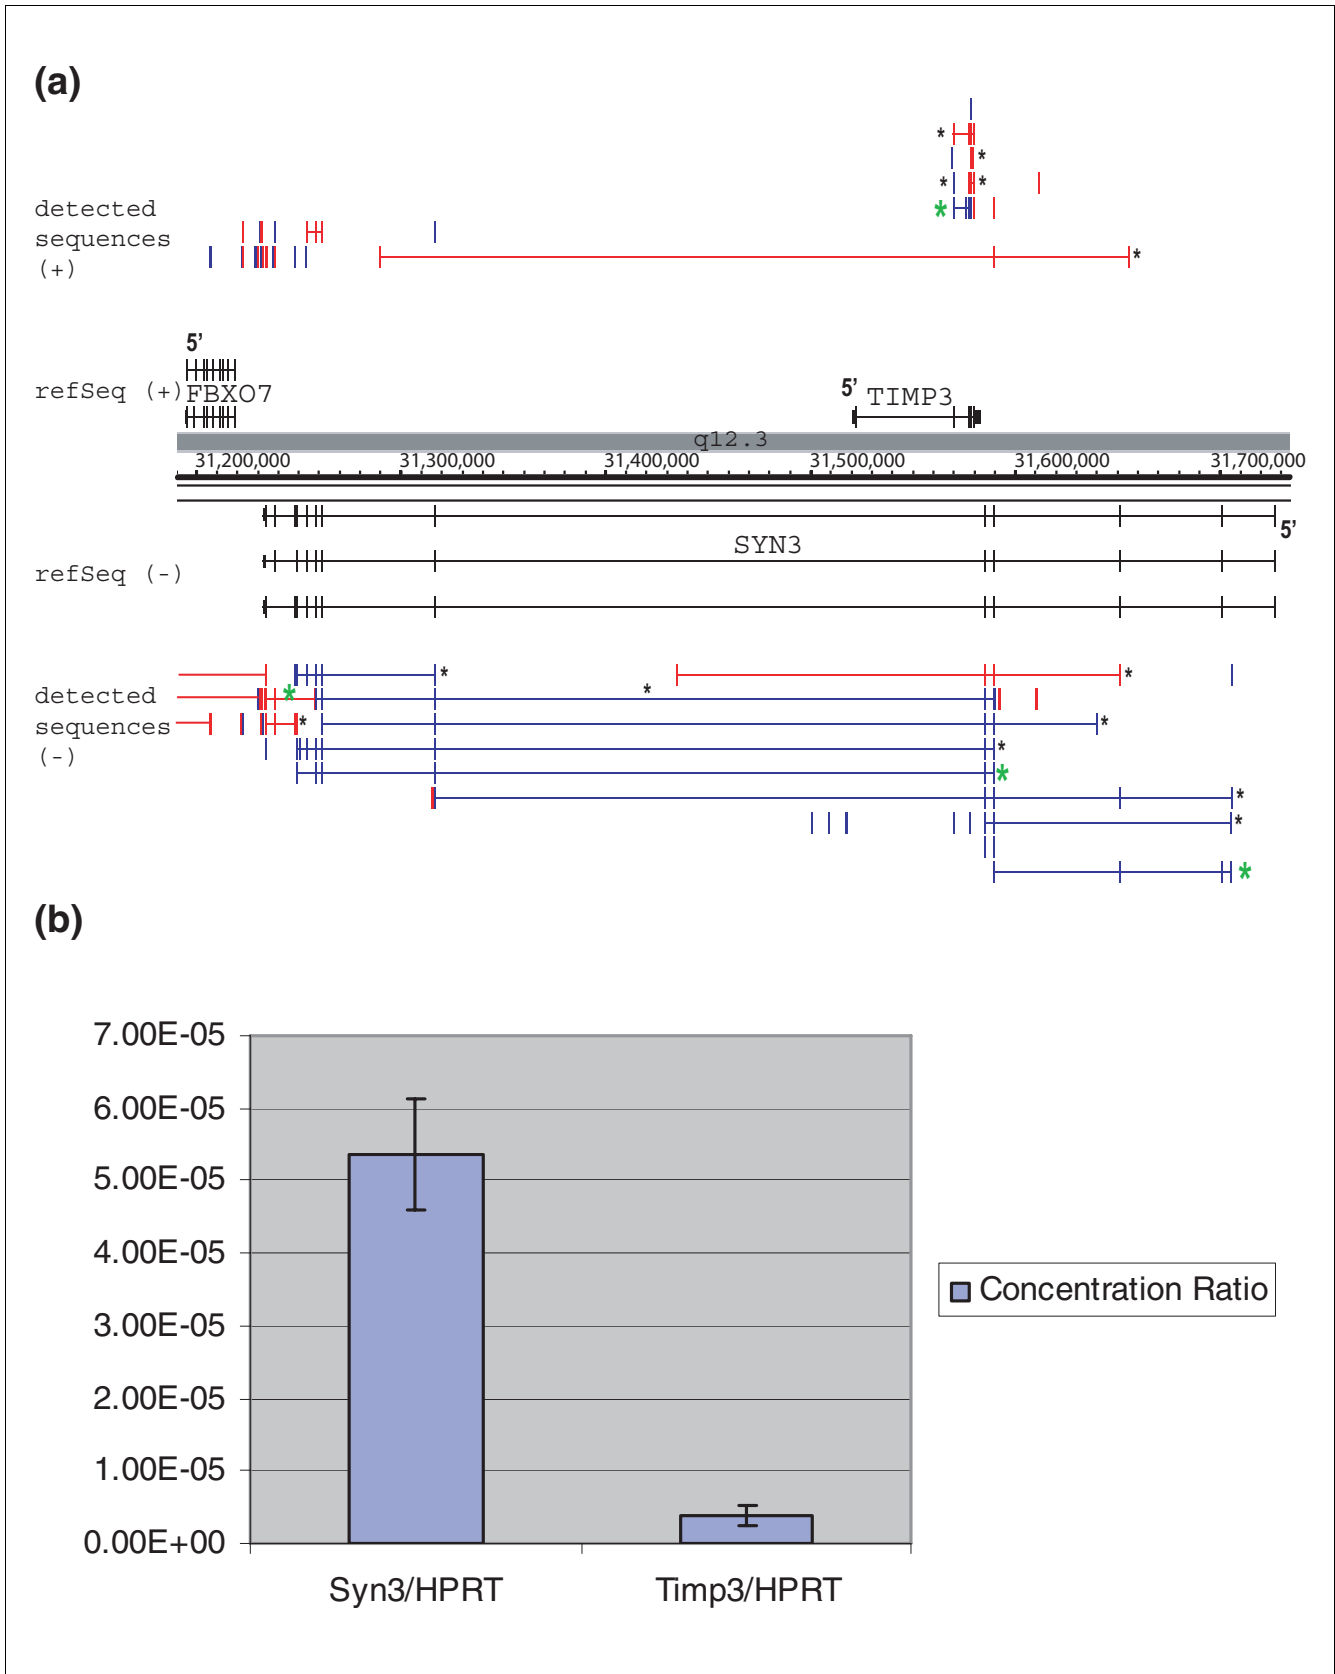 (a)
*
*
* *
*
detected
sequences
(+)
*
5'
refSeq (+)
FBXO7
5'
TIMP3
q12.3
31,200,000 31,300,000 31,400,000 31,500,000 31,600,000 31,700,000
5'
SYN3
refSeq (-)
* *
* *
detected
sequences
(-)
* *
*
*
*
*
*
(b)
7.00E-05
6.00E-05
5.00E-05
4.00E-05
3.00E-05
2.00E-05
1.00E-05
0.00E+00
Concentration Ratio
Syn3/HPRT Timp3/HPRT